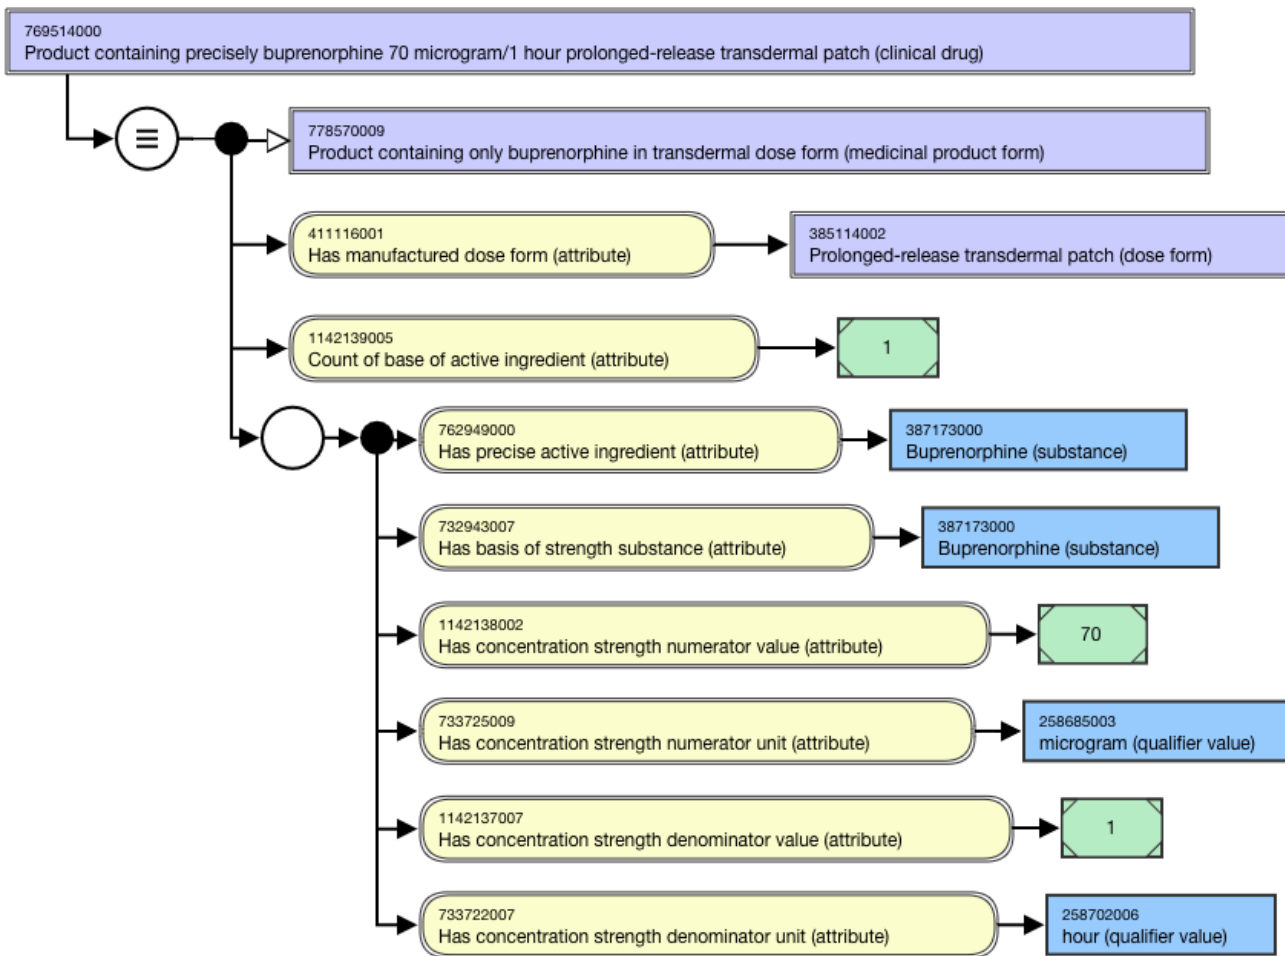 769514000
Product containing precisely buprenorphine 70 microgram/1 hour prolonged-release transdermal patch (clinical drug)
778570009
Product containing only buprenorphine in transdermal dose form (medicinal product form)
411116001
Has manufactured dose form (attribute)
385114002
Prolonged-release transdermal patch (dose form)
1142139005
Count of base of active ingredient (attribute)
1
762949000
Has precise active ingredient (attribute)
387173000
Buprenorphine (substance)
732943007
Has basis of strength substance (attribute)
387173000
Buprenorphine (substance)
1142138002
Has concentration strength numerator value (attribute)
70
733725009
Has concentration strength numerator unit (attribute)
258685003
microgram (qualifier value)
1142137007
Has concentration strength denominator value (attribute)
1
733722007
Has concentration strength denominator unit (attribute)
258702006
hour (qualifier value)